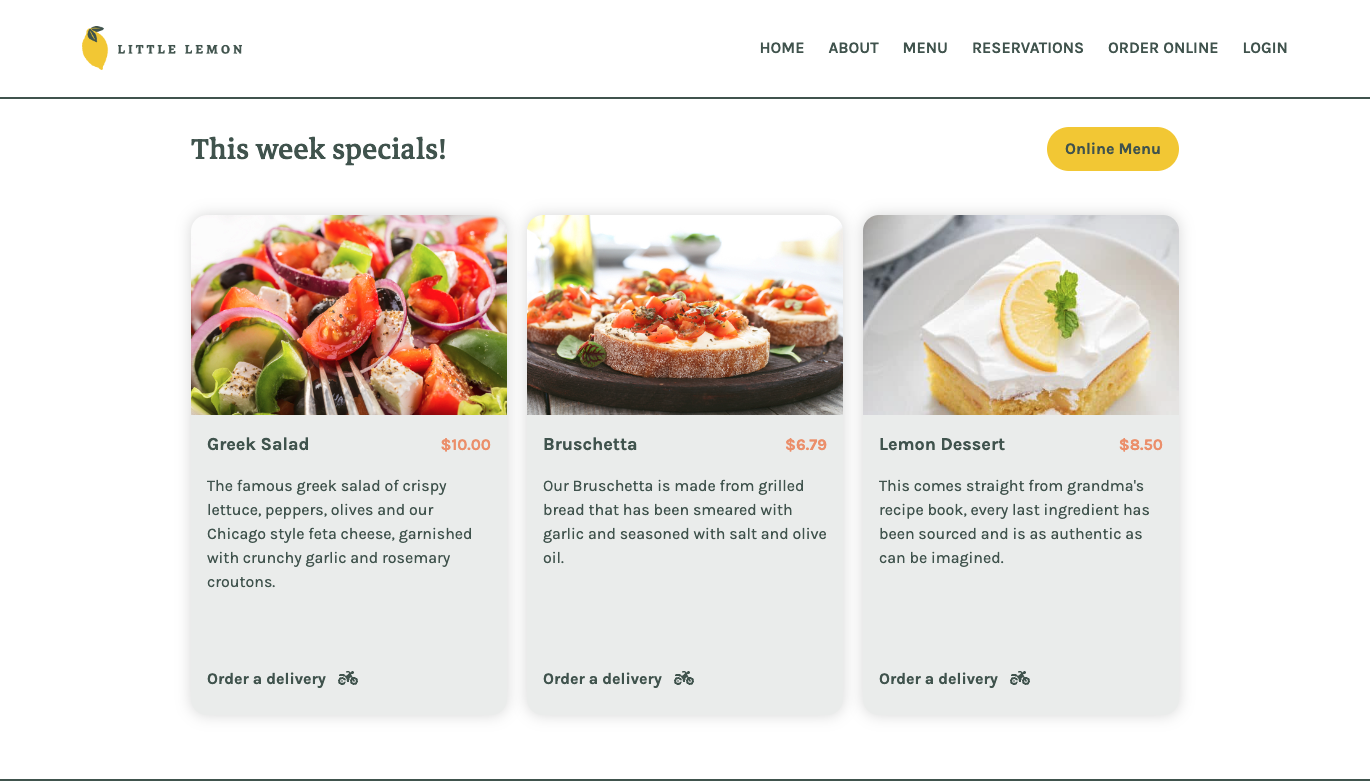 LITTLE LEMON
HOME ABOUT MENU RESERVATIONS ORDER ONLINE LOGIN
This week specials!
Online Menu
Greek Salad $10.00
The famous greek salad of crispy
lettuce, peppers, olives and our
Chicago style feta cheese, garnished
with crunchy garlic and rosemary
croutons.
Order a delivery
Bruschetta $6.79
Our Bruschetta is made from grilled
bread that has been smeared with
garlic and seasoned with salt and olive
oil.
Order a delivery
Lemon Dessert $8.50
This comes straight from grandma's
recipe book, every last ingredient has
been sourced and is as authentic as
can be imagined.
Order a delivery